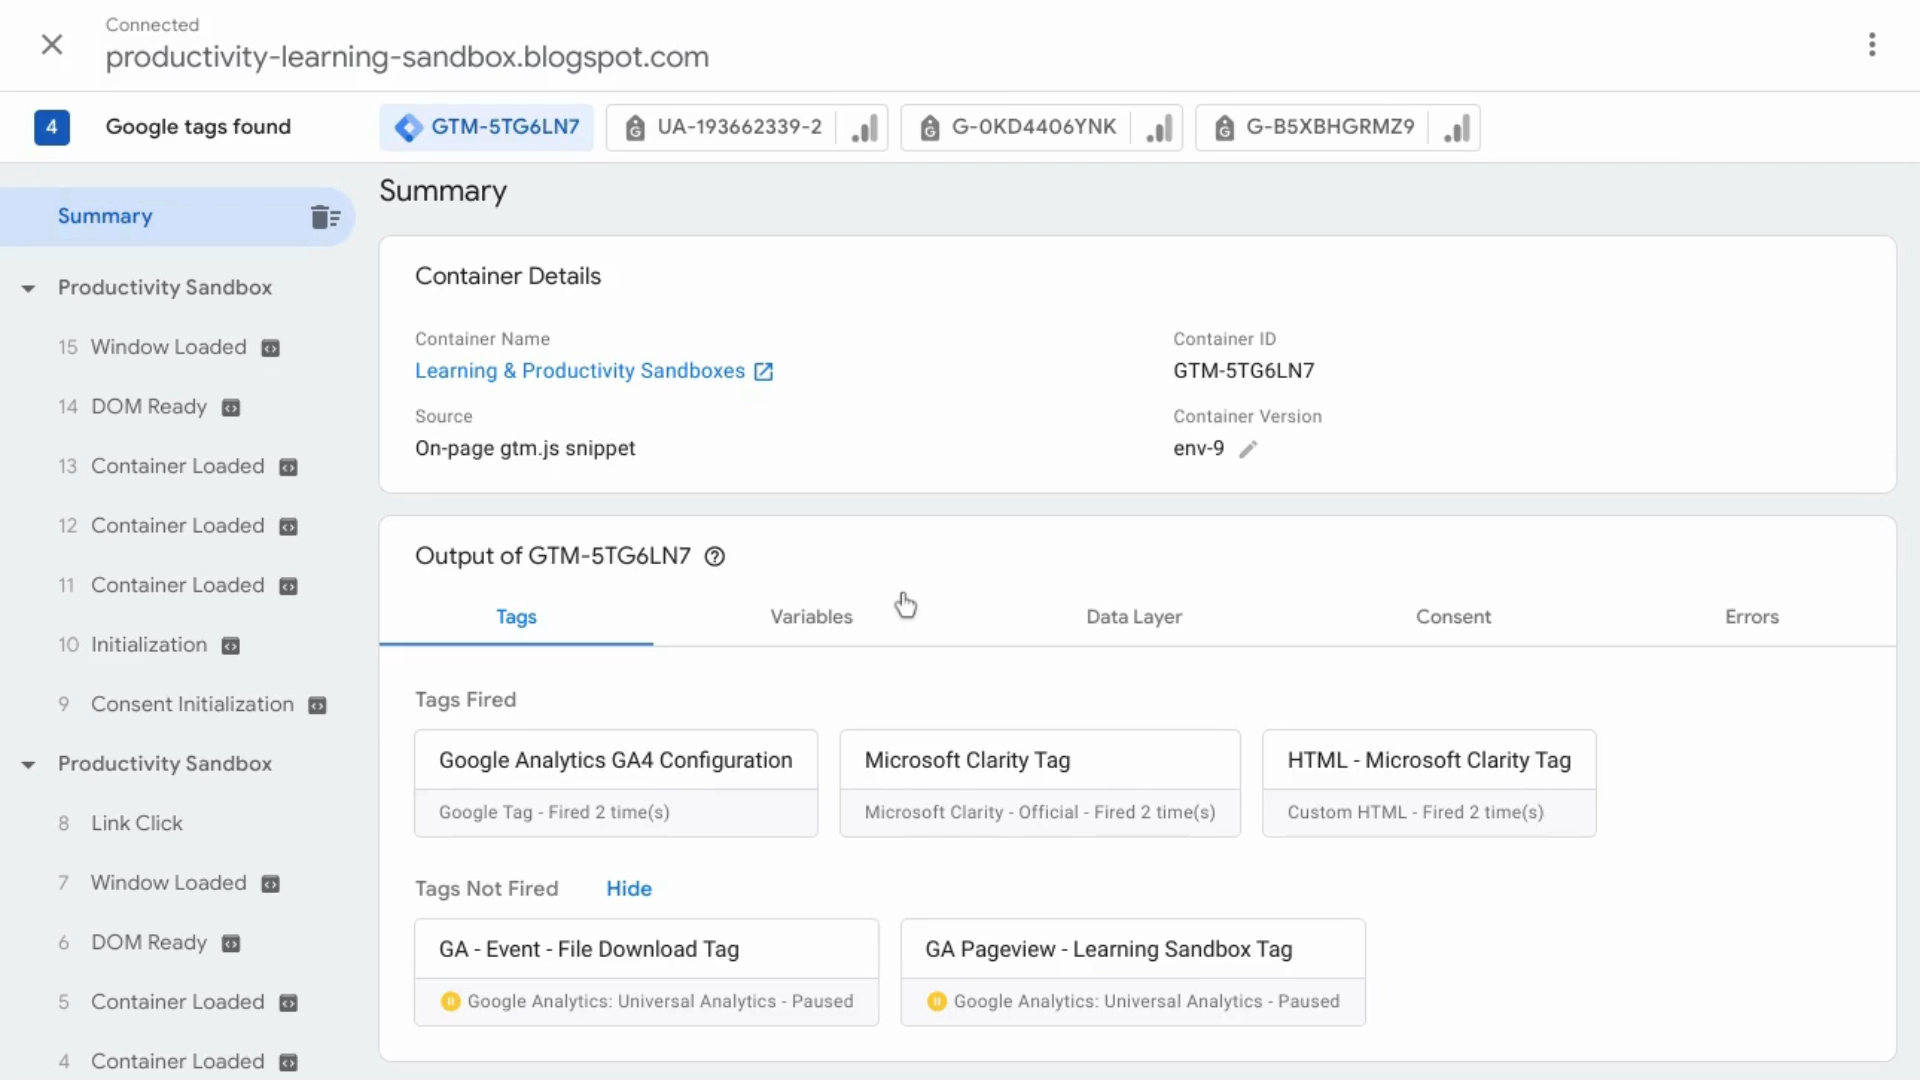 Connected
productivity-learning-sandbox.blogspot.com
4 Google tags found GTM-5TG6LN7 UA-193662339-2 G-0KD4406YNK G-B5XBHGRMZ9
Summary
Productivity Sandbox
15 Window Loaded
14 DOM Ready
13 Container Loaded
12 Container Loaded
11 Container Loaded
10 Initialization
9 Consent Initialization
Productivity Sandbox
8 Link Click
7 Window Loaded
6 DOM Ready
5 Container Loaded
4 Container Loaded
Summary
Container Details
Container Name
Learning & Productivity Sandboxes
Container ID
GTM-5TG6LN7
Source
On-page gtm.js snippet
Container Version
env-9
Output of GTM-5TG6LN7
Tags Variables Data Layer Consent Errors
Tags Fired
Google Analytics GA4 Configuration
Google Tag - Fired 2 time(s)
Microsoft Clarity Tag
Microsoft Clarity - Official - Fired 2 time(s)
HTML - Microsoft Clarity Tag
Custom HTML - Fired 2 time(s)
Tags Not Fired Hide
GA - Event - File Download Tag
Google Analytics: Universal Analytics - Paused
GA Pageview - Learning Sandbox Tag
Google Analytics: Universal Analytics - Paused